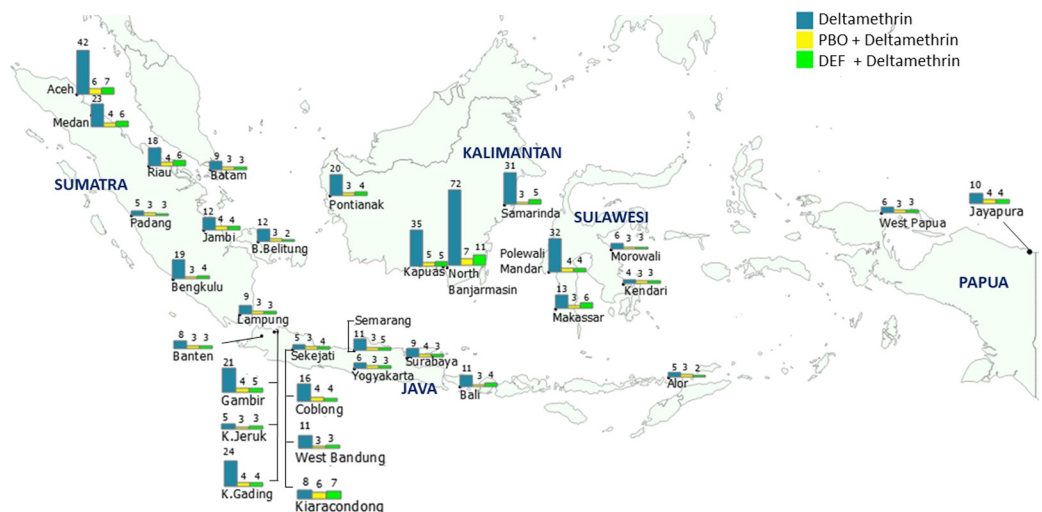 Deltamethrin
PBO + Deltamethrin
DEF + Deltamethrin
42 6 7
Aceh
23 4 6
Medan
18 4 6
Riau
9 3 3
Batam
SUMATRA
5 3 3
Padang
12 4 4
Jambi
12 3 2
B.Belitung
19 3 4
Bengkulu
9 3 3
Lampung
8 3 3
Banten
KALIMANTAN
20 3 4
Pontianak
31 3 5
Samarinda
35 5 5
Kapuas
72 7 11
North
Banjarmasin
SULAWESI
32 4 4
Polewali
Mandar
6 3 3
Morowali
4 3 3
Kendari
13 3 6
Makassar
10 4 4
Jayapura
6 3 3
West Papua
PAPUA
Semarang
11 3 5
5 3 4
Sekejati
6 3 3
Yogyakarta
9 4 3
Surabaya
JAVA
11 3 4
Bali
5 3 2
Alor
21 4 5
Gambir
16 4 4
Coblong
5 3 3
K.Jeruk
11 3 3
West Bandung
24 4 4
K.Gading
8 6 7
Kiaracondong